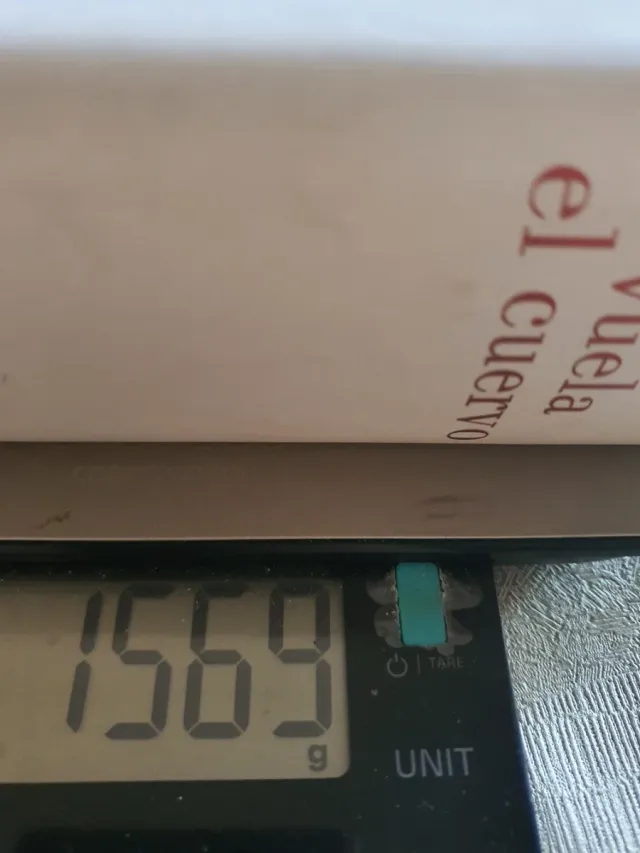 vuela
el cuervo
1569
g
TARE
UNIT